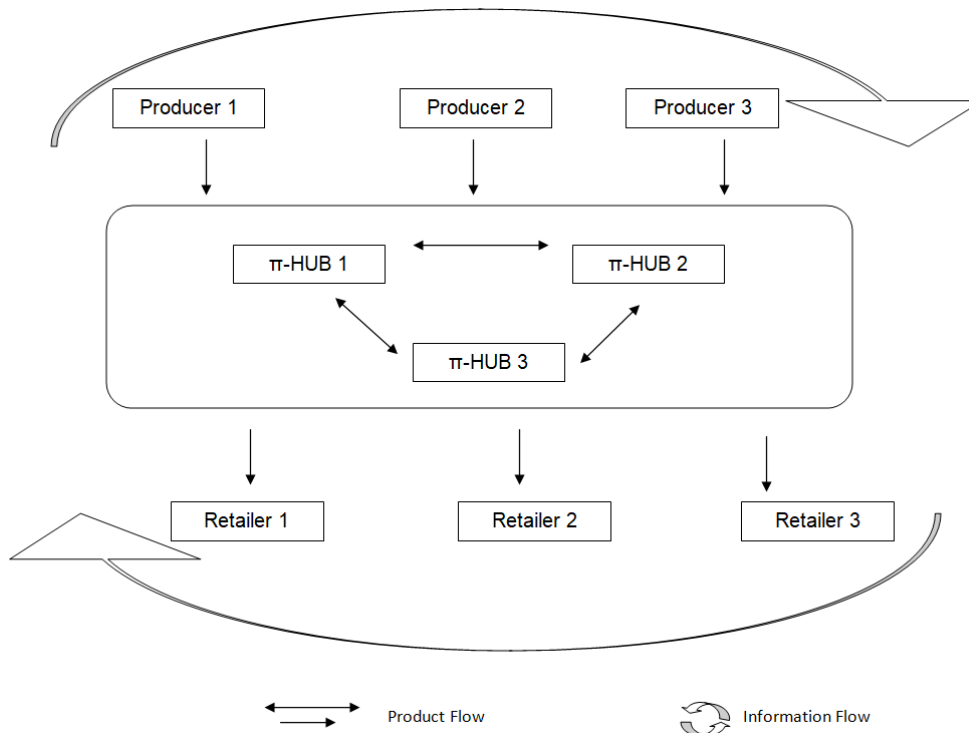 Producer 1
Producer 2
Producer 3
π-HUB 1
π-HUB 2
π-HUB 3
Retailer 1
Retailer 2
Retailer 3
Product Flow
Information Flow